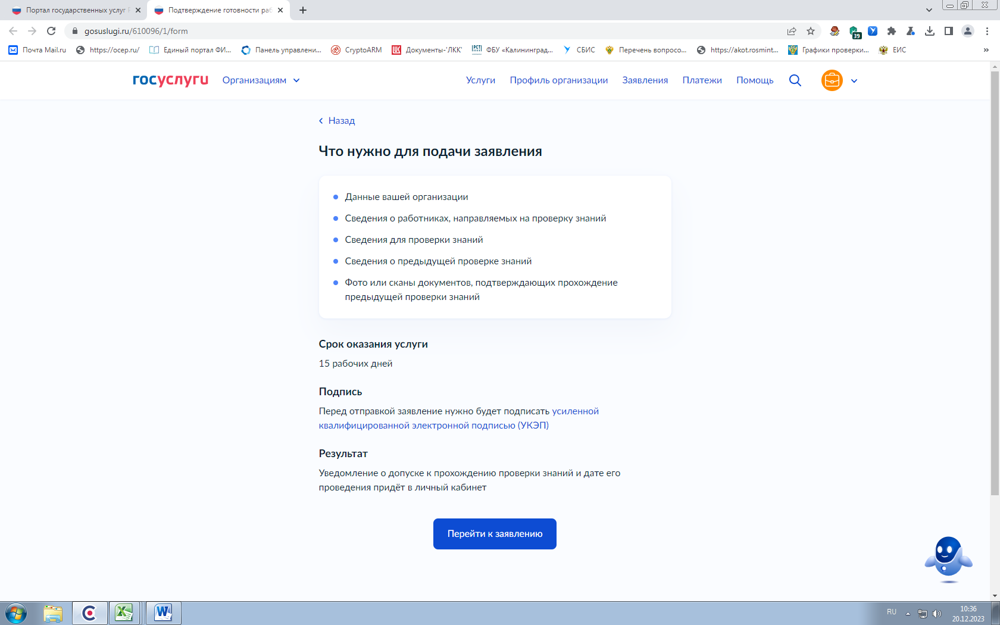 Портал государственных услуг
Подтверждение готовности раб
gosuslugi.ru/610096/1/form
39
Почта Mail.ru
https://ocep.ru/
Единый портал ФИ...
Панель управлени...
CryptoARM
Документы-'ЛКК'
ФБУ «Калининград...
СБИС
Перечень вопросо...
https://akot.rosmint...
Графики проверки...
ЕИС
»
госуслуги
Организациям
Услуги
Профиль организации
Заявления
Платежи
Помощь
Назад
Что нужно для подачи заявления
Данные вашей организации
Сведения о работниках, направляемых на проверку знаний
Сведения для проверки знаний
Сведения о предыдущей проверке знаний
Фото или сканы документов, подтверждающих прохождение
предыдущей проверки знаний
Срок оказания услуги
15 рабочих дней
Подпись
Перед отправкой заявление нужно будет подписать усиленной
квалифицированной электронной подписью (УКЭП)
Результат
Уведомление о допуске к прохождению проверки знаний и дате его
проведения придёт в личный кабинет
Перейти к заявлению
RU
10:36
20.12.2023